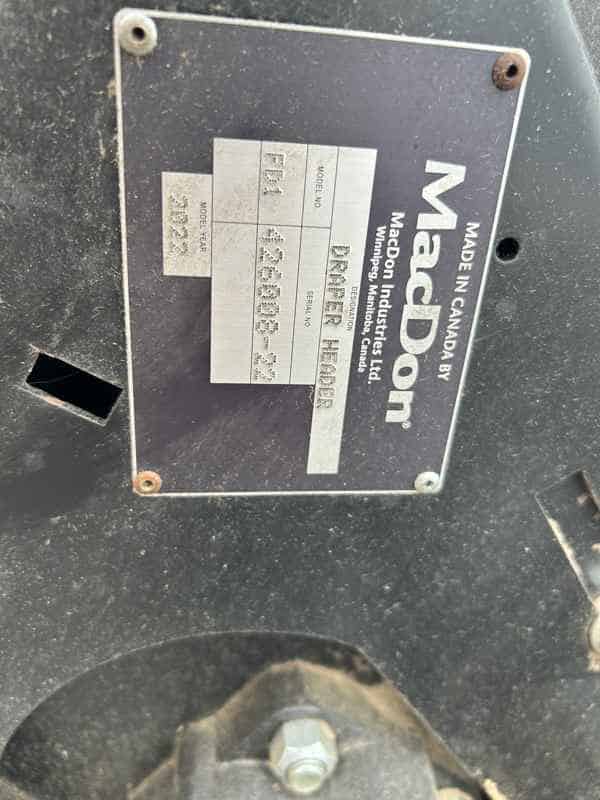 MADE IN CANADA BY
MacDon®
MacDon Industries Ltd.
Winnipeg, Manitoba, Canada
DESIGNATION
DRAPER HEADER
MODEL NO. SERIAL NO.
FD1 426008-22
MODEL YEAR
2022